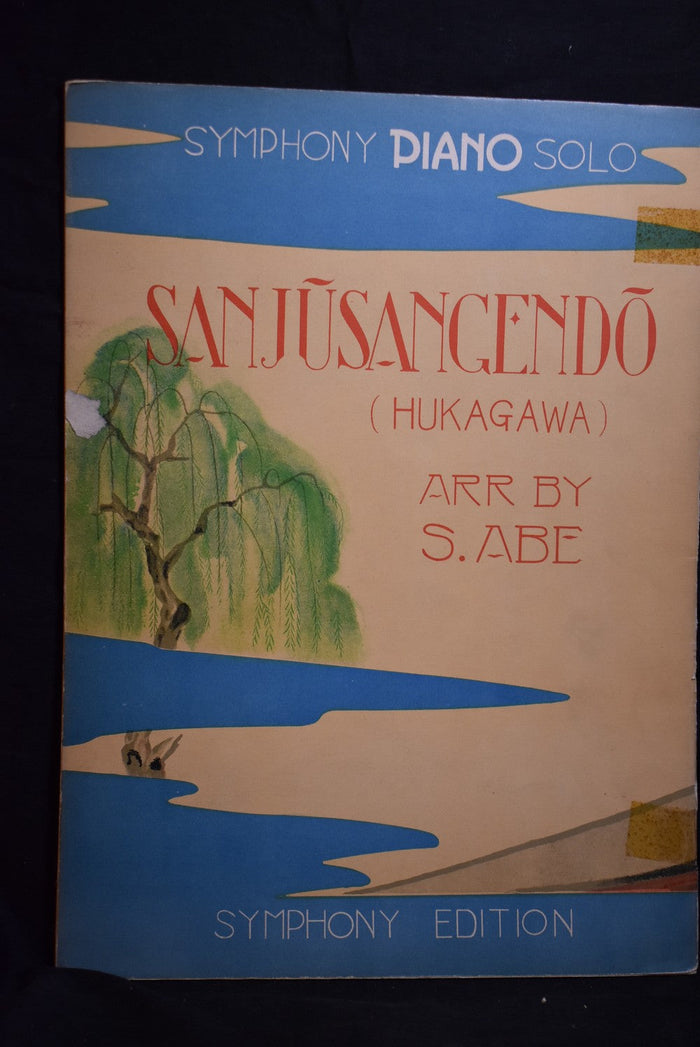 SYMPHONY PIANO SOLO
SANJŪSANGENDŌ
(HUKAGAWA)
ARR BY
S. ABE
SYMPHONY EDITION